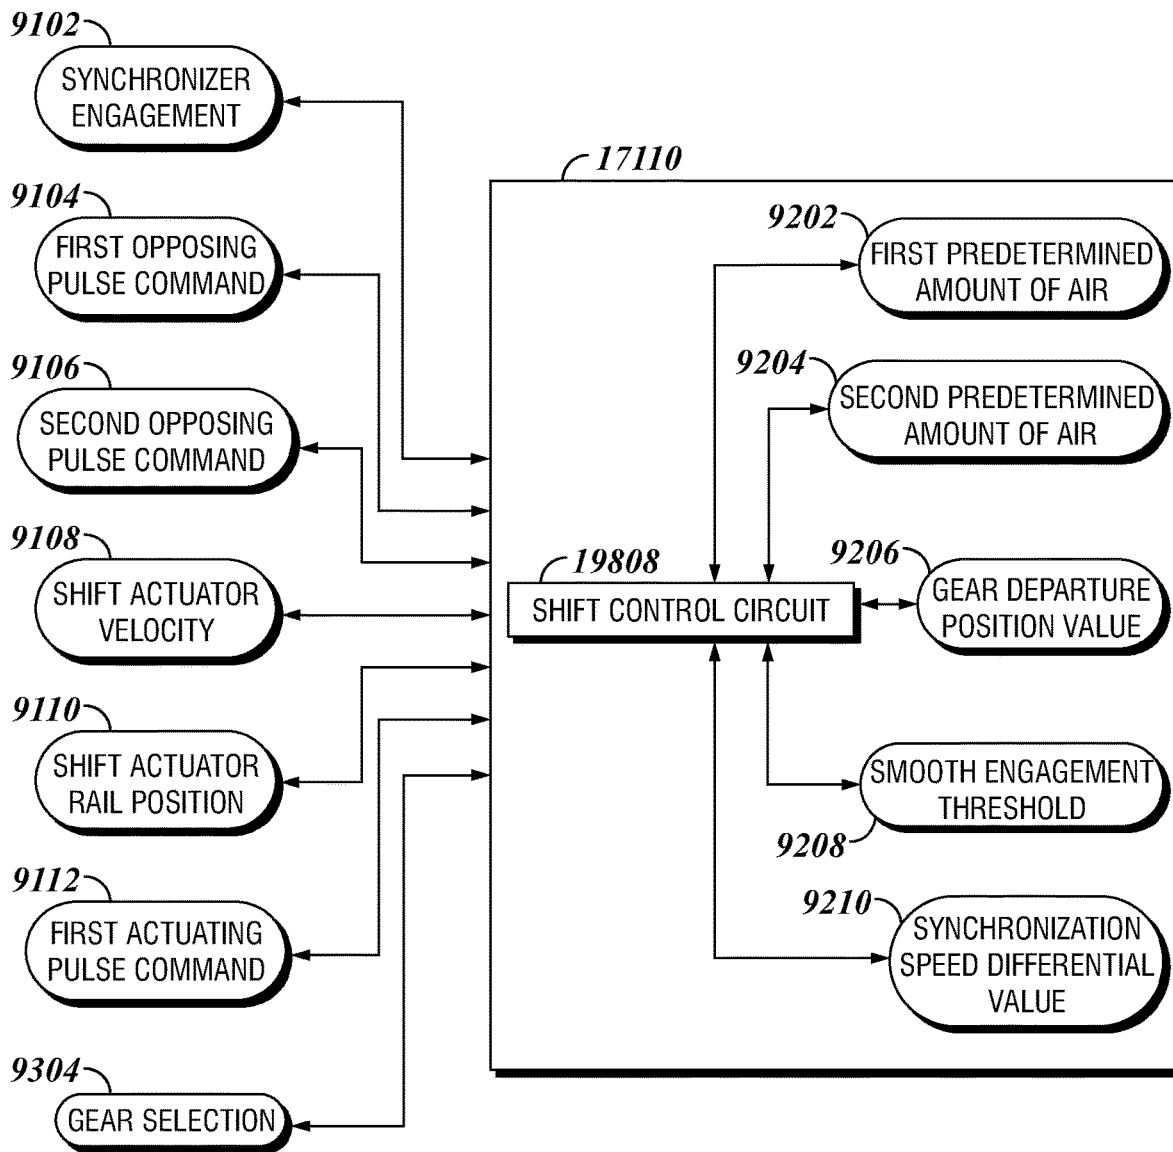 9102
SYNCHRONIZER
ENGAGEMENT
9104
FIRST OPPOSING
PULSE COMMAND
9106
SECOND OPPOSING
PULSE COMMAND
9108
SHIFT ACTUATOR
VELOCITY
9110
SHIFT ACTUATOR
RAIL POSITION
9112
FIRST ACTUATING
PULSE COMMAND
9304
GEAR SELECTION
17110
9202
FIRST PREDETERMINED
AMOUNT OF AIR
9204
SECOND PREDETERMINED
AMOUNT OF AIR
19808
SHIFT CONTROL CIRCUIT
9206
GEAR DEPARTURE
POSITION VALUE
SMOOTH ENGAGEMENT
THRESHOLD
9208
9210
SYNCHRONIZATION
SPEED DIFFERENTIAL
VALUE